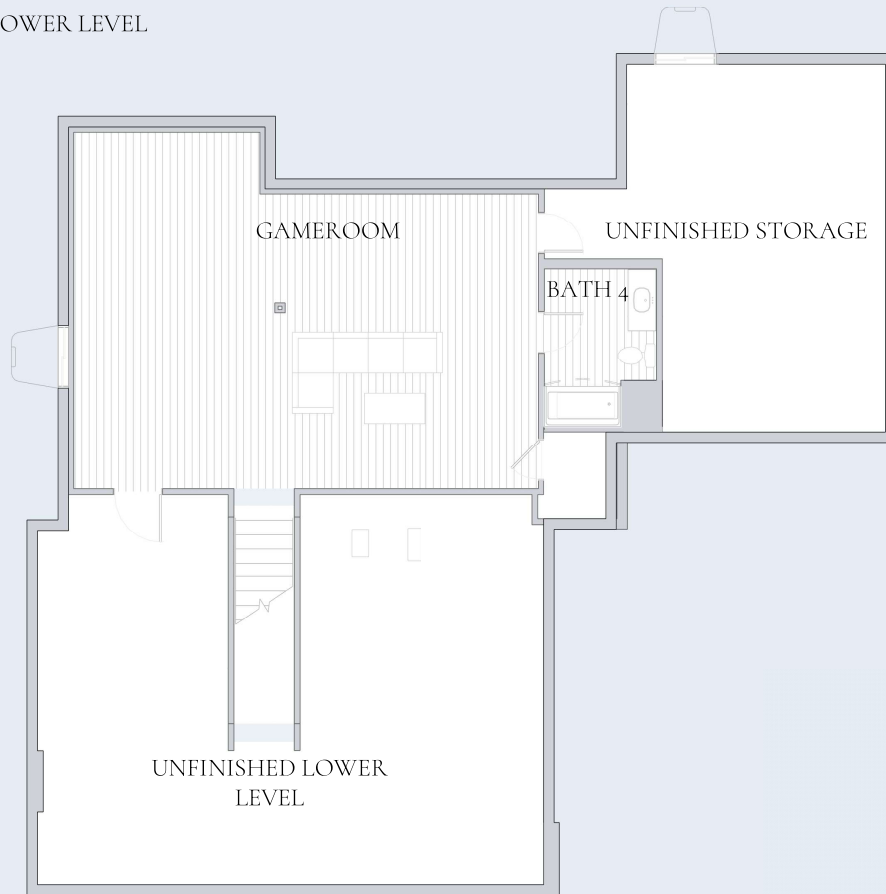 OWER LEVEL
GAMEROOM
UNFINISHED STORAGE
BATH 4
UNFINISHED LOWER
LEVEL